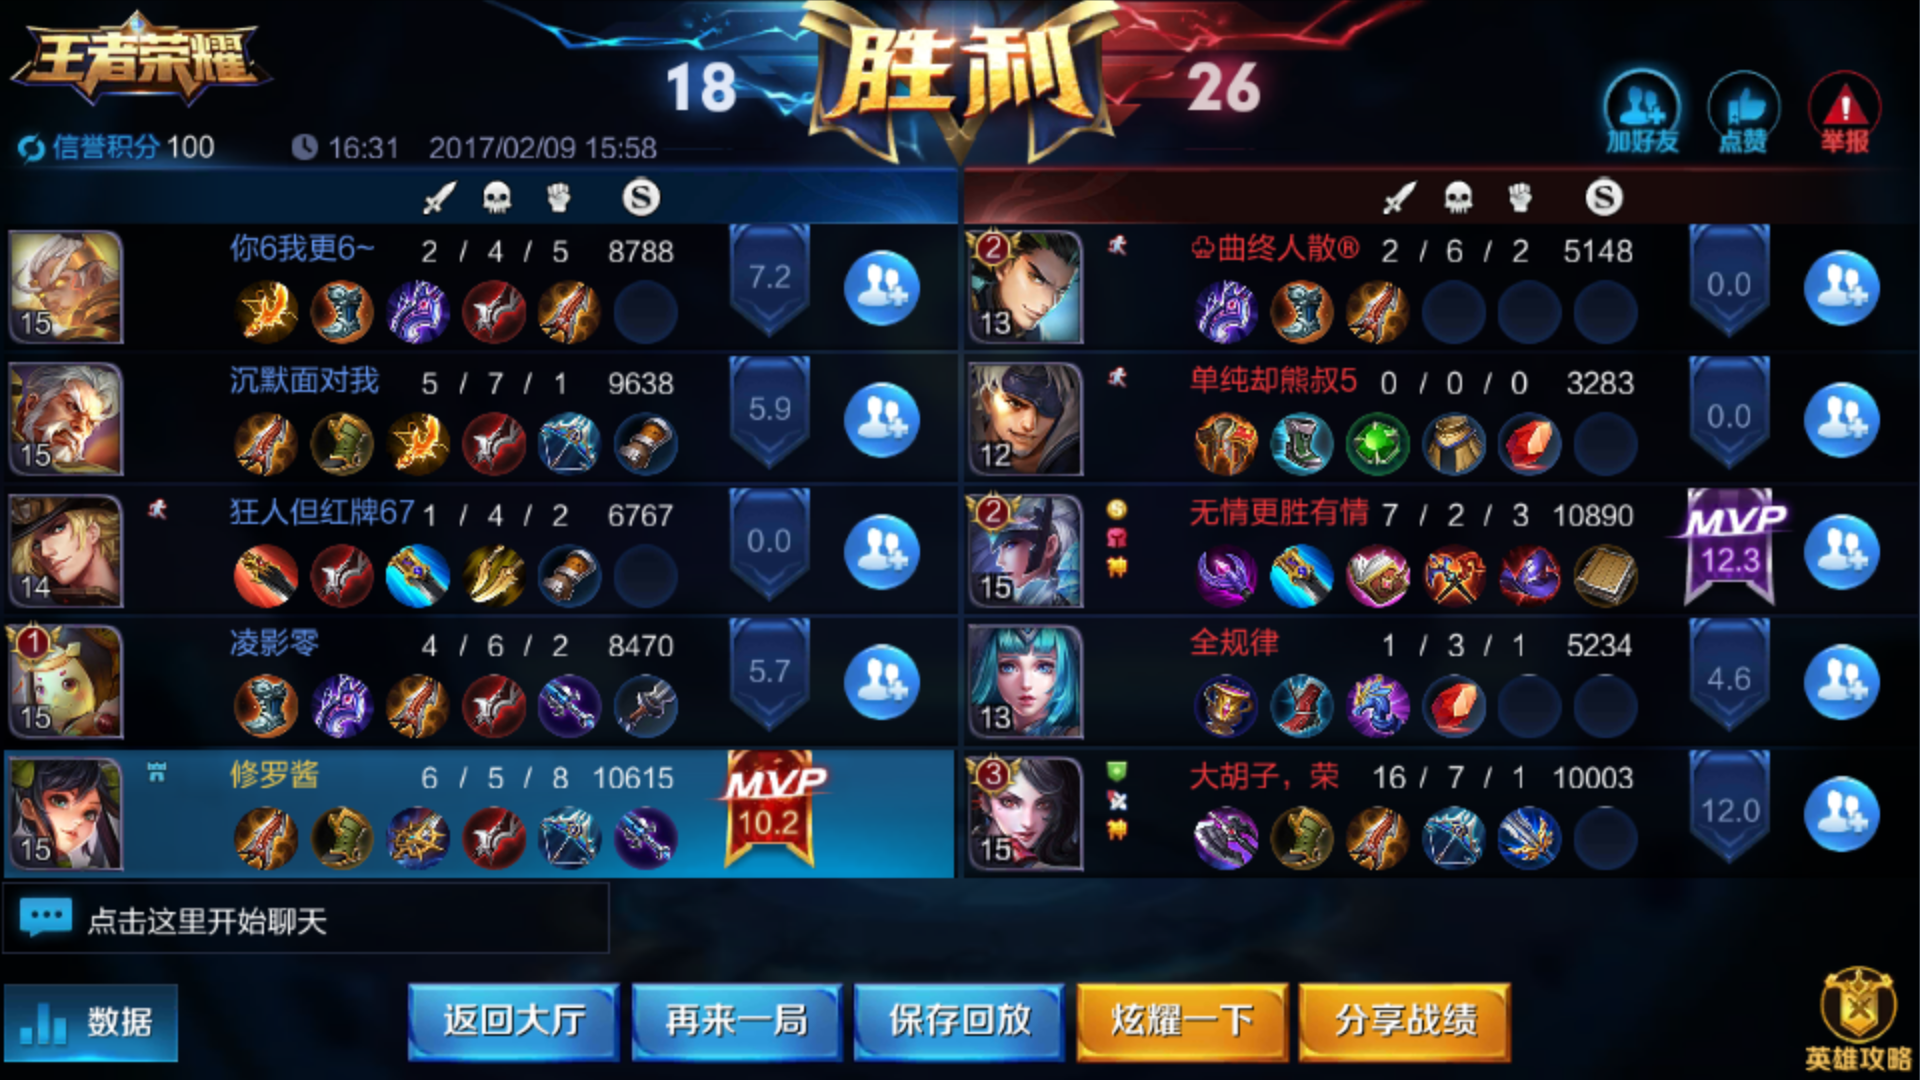 王者荣耀
胜利
18
26
加好友
点赞
举报
信誉积分 100
16:31 2017/02/09 15:58
S
S
你6我更6~ 2 / 4 / 5 8788
7.2
15
沉默面对我 5 / 7 / 1 9638
5.9
15
狂人但红牌67 1 / 4 / 2 6767
0.0
14
1
凌影零 4 / 6 / 2 8470
5.7
15
修罗酱 6 / 5 / 8 10615
MVP
10.2
15
2
♧曲终人散® 2 / 6 / 2 5148
0.0
13
单纯却熊叔5 0 / 0 / 0 3283
0.0
12
2
无情更胜有情 7 / 2 / 3 10890
S
神
MVP
12.3
15
全规律 1 / 3 / 1 5234
4.6
13
3
大胡子，荣 16 / 7 / 1 10003
神
12.0
15
点击这里开始聊天
数据
返回大厅
再来一局
保存回放
炫耀一下
分享战绩
英雄攻略